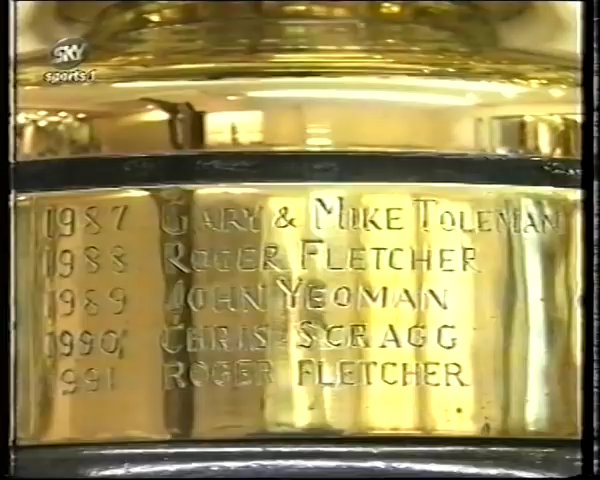 SKY
sports 1
1987 GARY & MIKE TOLEMAN
1988 ROGER FLETCHER
1989 JOHN YEOMAN
1990 CHRIS SCRAGG
1991 ROGER FLETCHER